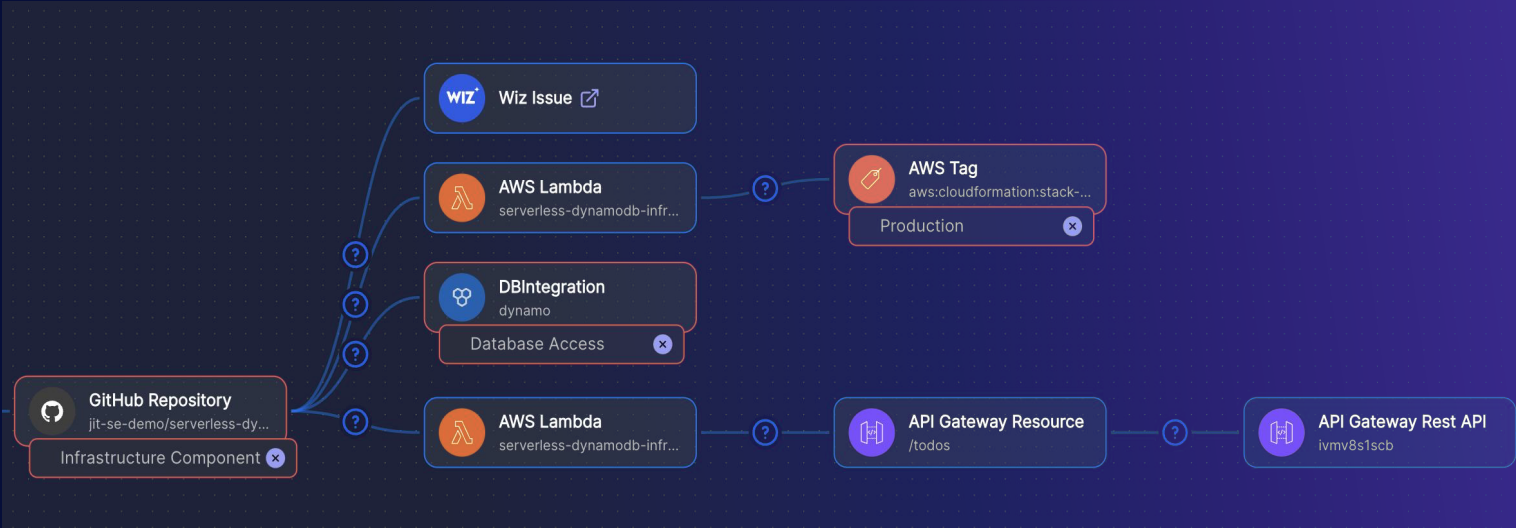 WIZ
Wiz Issue
AWS Lambda
serverless-dynamodb-infr...
?
AWS Tag
aws:cloudformation:stack-...
Production
?
?
?
DBIntegration
dynamo
Database Access
GitHub Repository
jit-se-demo/serverless-dy...
Infrastructure Component
?
AWS Lambda
serverless-dynamodb-infr...
?
API Gateway Resource
/todos
?
API Gateway Rest API
ivmv8s1scb